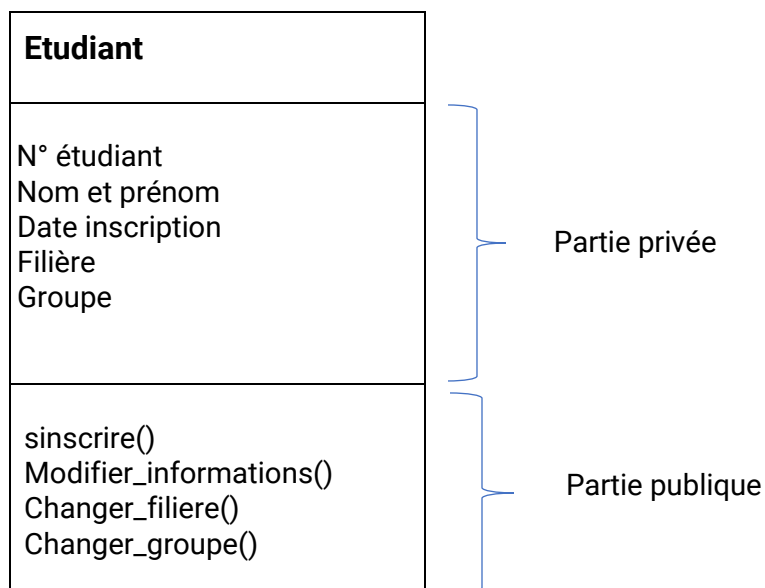 Etudiant
N° étudiant
Nom et prénom
Date inscription
Filière
Groupe
Partie privée
sinscrire()
Modifier_informations()
Changer_filiere()
Changer_groupe()
Partie publique